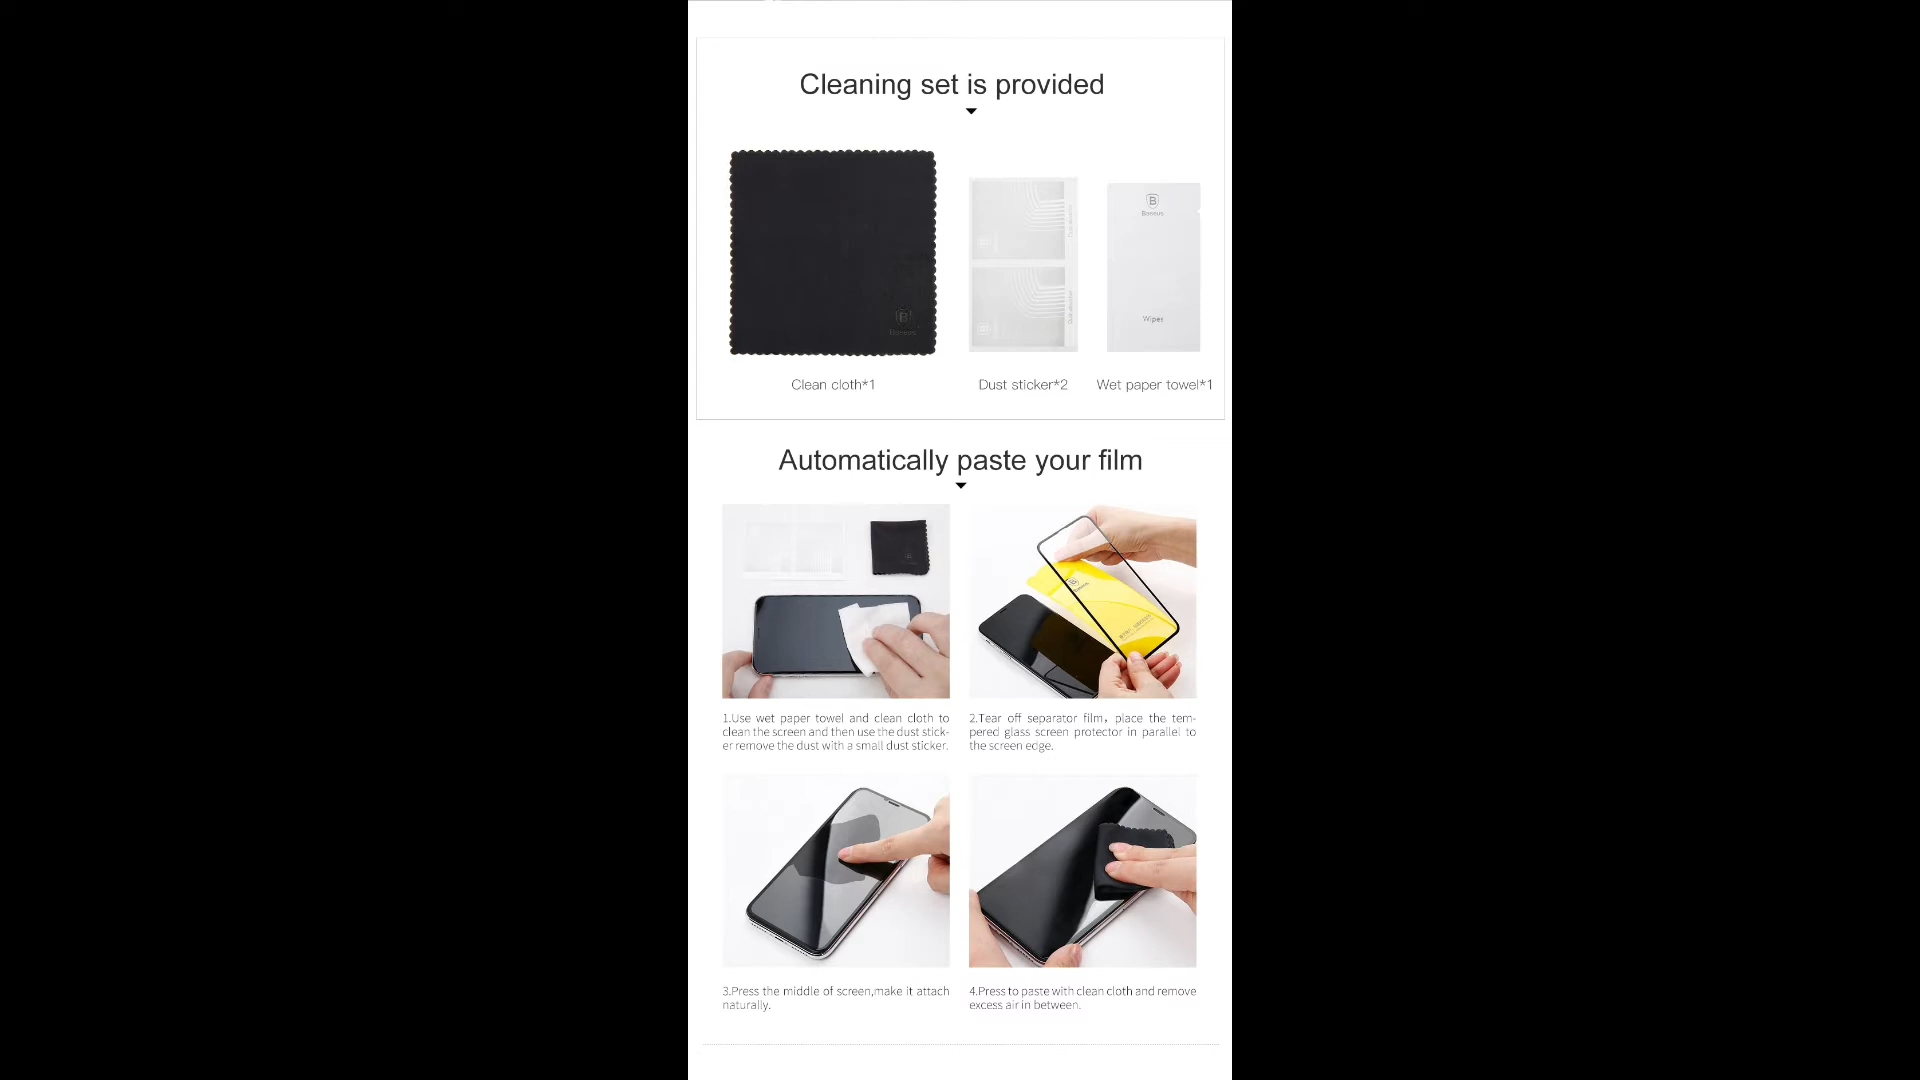 Cleaning set is provided
B
Baseus
Wipes
B
Baseus
Clean cloth*1
Dust sticker*2
Wet paper towel*1
Automatically paste your film
1.Use wet paper towel and clean cloth to
clean the screen and then use the dust stick-
er remove the dust with a small dust sticker.
2.Tear off separator film, place the tem-
pered glass screen protector in parallel to
the screen edge.
3.Press the middle of screen,make it attach
naturally.
4.Press to paste with clean cloth and remove
excess air in between.